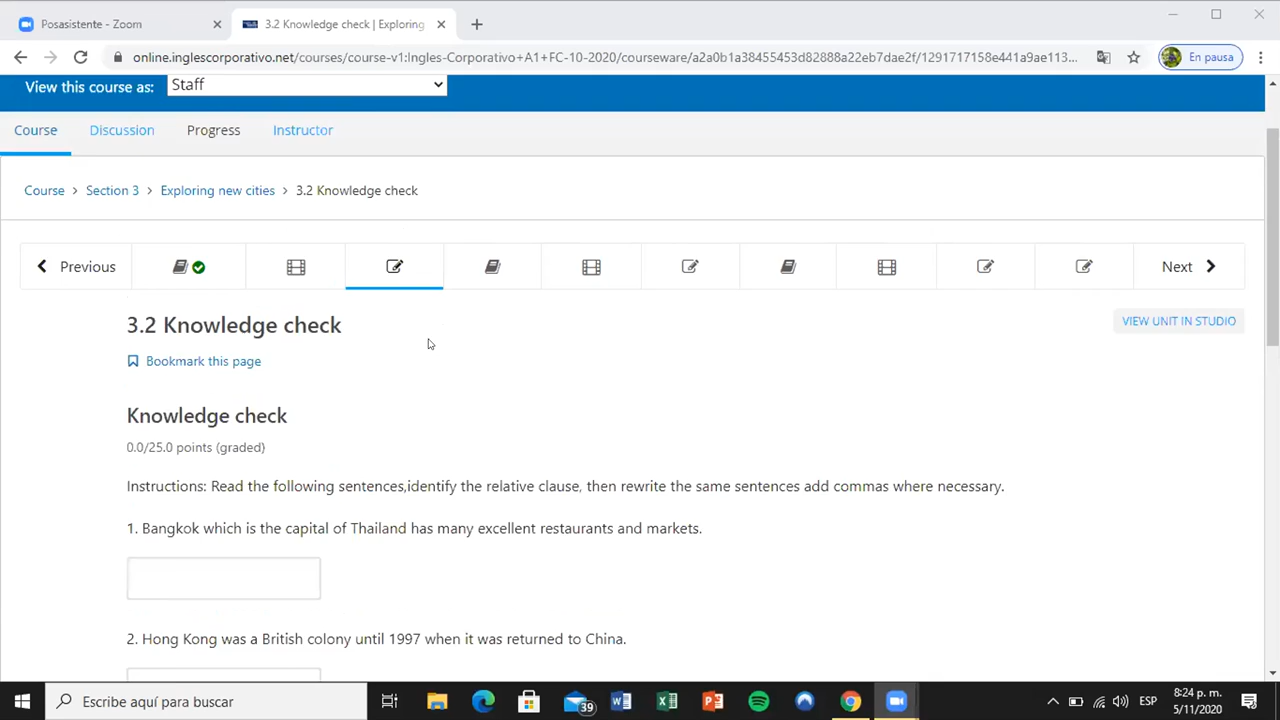 Posasistente - Zoom
3.2 Knowledge check | Exploring
online.inglescorporativo.net/courses/course-v1:Ingles-Corporativo+A1+FC-10-2020/courseware/a2a0b1a38455453d82888a22eb7dae2f/1291717158e441a9ae113...
En pausa
View this course as:
Staff
Course
Discussion
Progress
Instructor
Course > Section 3 > Exploring new cities > 3.2 Knowledge check
Previous
Next
3.2 Knowledge check
VIEW UNIT IN STUDIO
Bookmark this page
Knowledge check
0.0/25.0 points (graded)
Instructions: Read the following sentences,identify the relative clause, then rewrite the same sentences add commas where necessary.
1. Bangkok which is the capital of Thailand has many excellent restaurants and markets.
2. Hong Kong was a British colony until 1997 when it was returned to China.
Escribe aquí para buscar
39
ESP
8:24 p. m.
5/11/2020